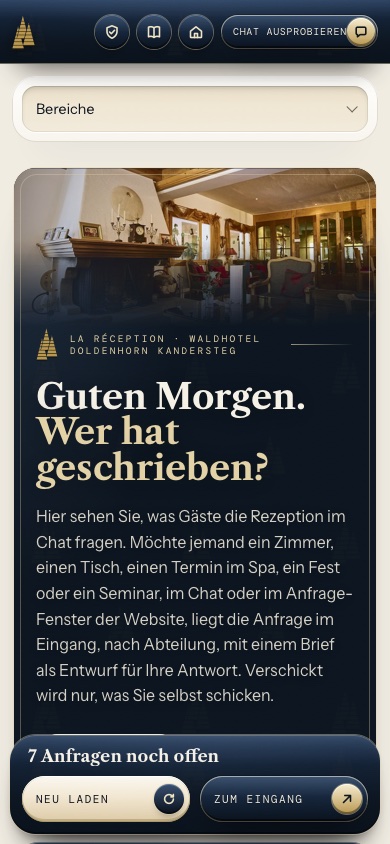 CHAT AUSPROBIEREN
Bereiche
LA RÉCEPTION · WALDHOTEL
DOLDENHORN KANDERSTEG
Guten Morgen.
Wer hat
geschrieben?
Hier sehen Sie, was Gäste die Rezeption im
Chat fragen. Möchte jemand ein Zimmer,
einen Tisch, einen Termin im Spa, ein Fest
oder ein Seminar, im Chat oder im Anfrage-
Fenster der Website, liegt die Anfrage im
Eingang, nach Abteilung, mit einem Brief
als Entwurf für Ihre Antwort. Verschickt
wird nur, was Sie selbst schicken.
7 Anfragen noch offen
NEU LADEN
ZUM EINGANG